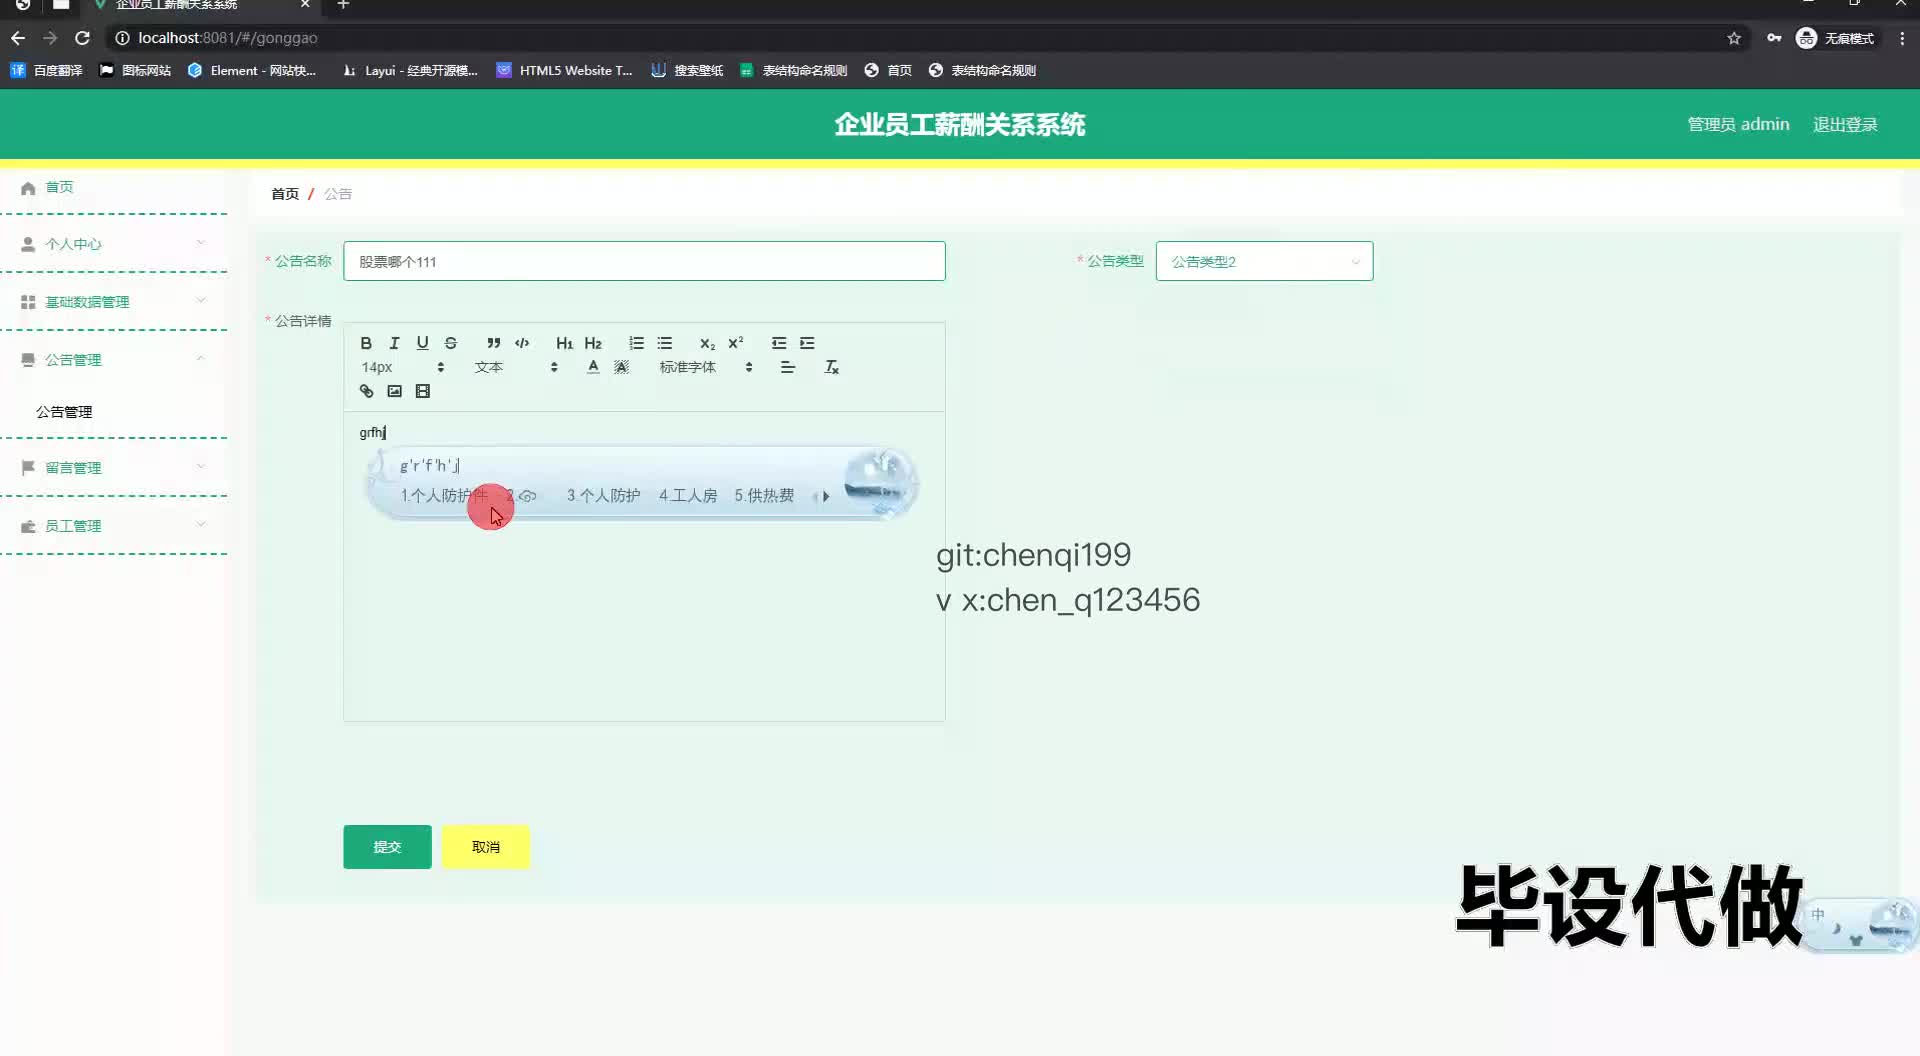 企业员工薪酬关系系统
localhost:8081/#/gonggao
无痕模式
百度翻译
图标网站
Element - 网站快...
Layui - 经典开源模...
HTML5 Website T...
搜索壁纸
表结构命名规则
首页
表结构命名规则
企业员工薪酬关系系统
管理员 admin
退出登录
首页
个人中心
基础数据管理
公告管理
公告管理
留言管理
员工管理
首页 / 公告
* 公告名称
股票哪个111
* 公告类型
公告类型2
* 公告详情
B I U S H1 H2 X2 X2
14px 文本 A A 标准字体 Tx
grfhj
g'r'f'h'j
1.个人防护件 2. 3.个人防护 4.工人房 5.供热费
git:chenqi199
v x:chen_q123456
提交
取消
毕设代做
中